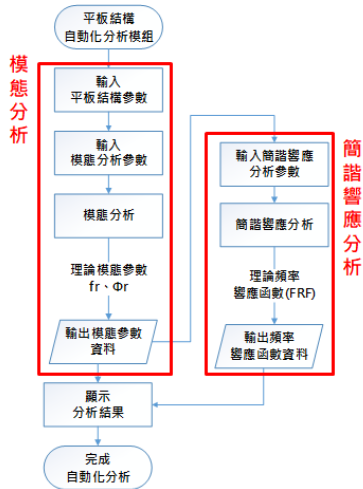 平板結構
自動化分析模組
模態分析
輸入
平板結構參數
輸入
模態分析參數
模態分析
理論模態參數
fr、Φr
輸出模態參數
資料
簡諧響應分析
輸入簡諧響應
分析參數
簡諧響應分析
理論頻率
響應函數(FRF)
輸出頻率
響應函數資料
顯示
分析結果
完成
自動化分析